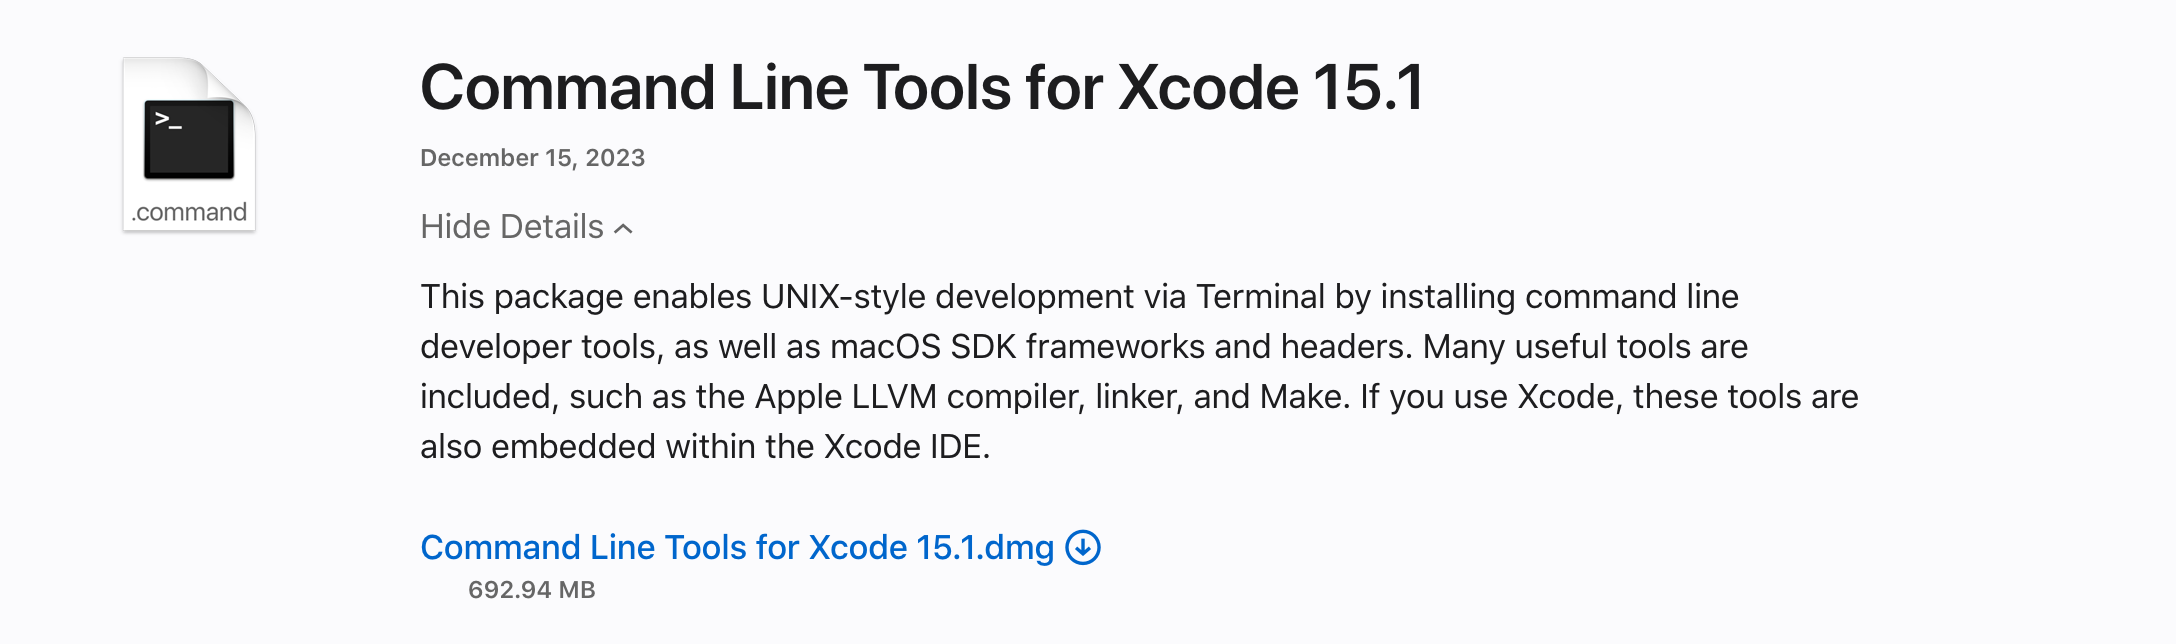 >_
.command
Command Line Tools for Xcode 15.1
December 15, 2023
Hide Details
This package enables UNIX-style development via Terminal by installing command line
developer tools, as well as macOS SDK frameworks and headers. Many useful tools are
included, such as the Apple LLVM compiler, linker, and Make. If you use Xcode, these tools are
also embedded within the Xcode IDE.
Command Line Tools for Xcode 15.1.dmg
692.94 MB